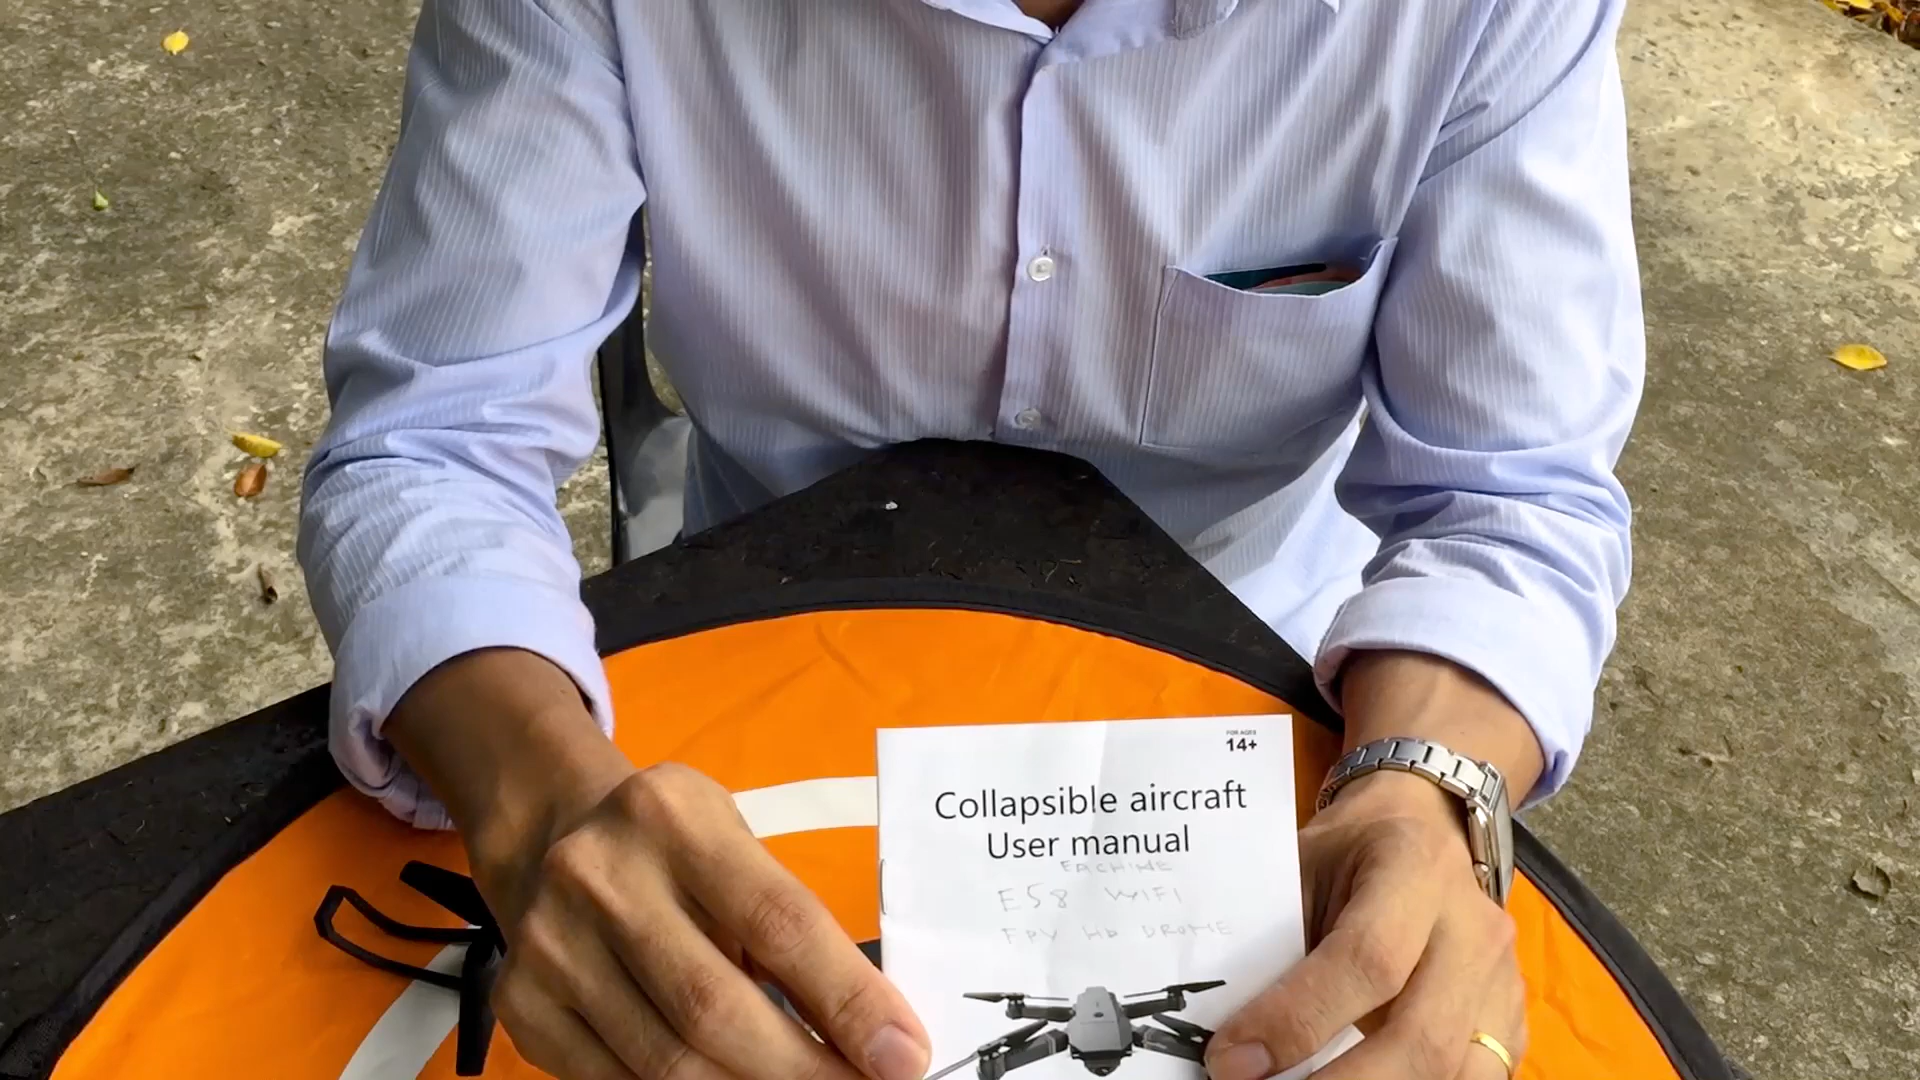 FOR AGES
14+
Collapsible aircraft
User manual
EACHINE
E58 WIFI
FPV HD DRONE